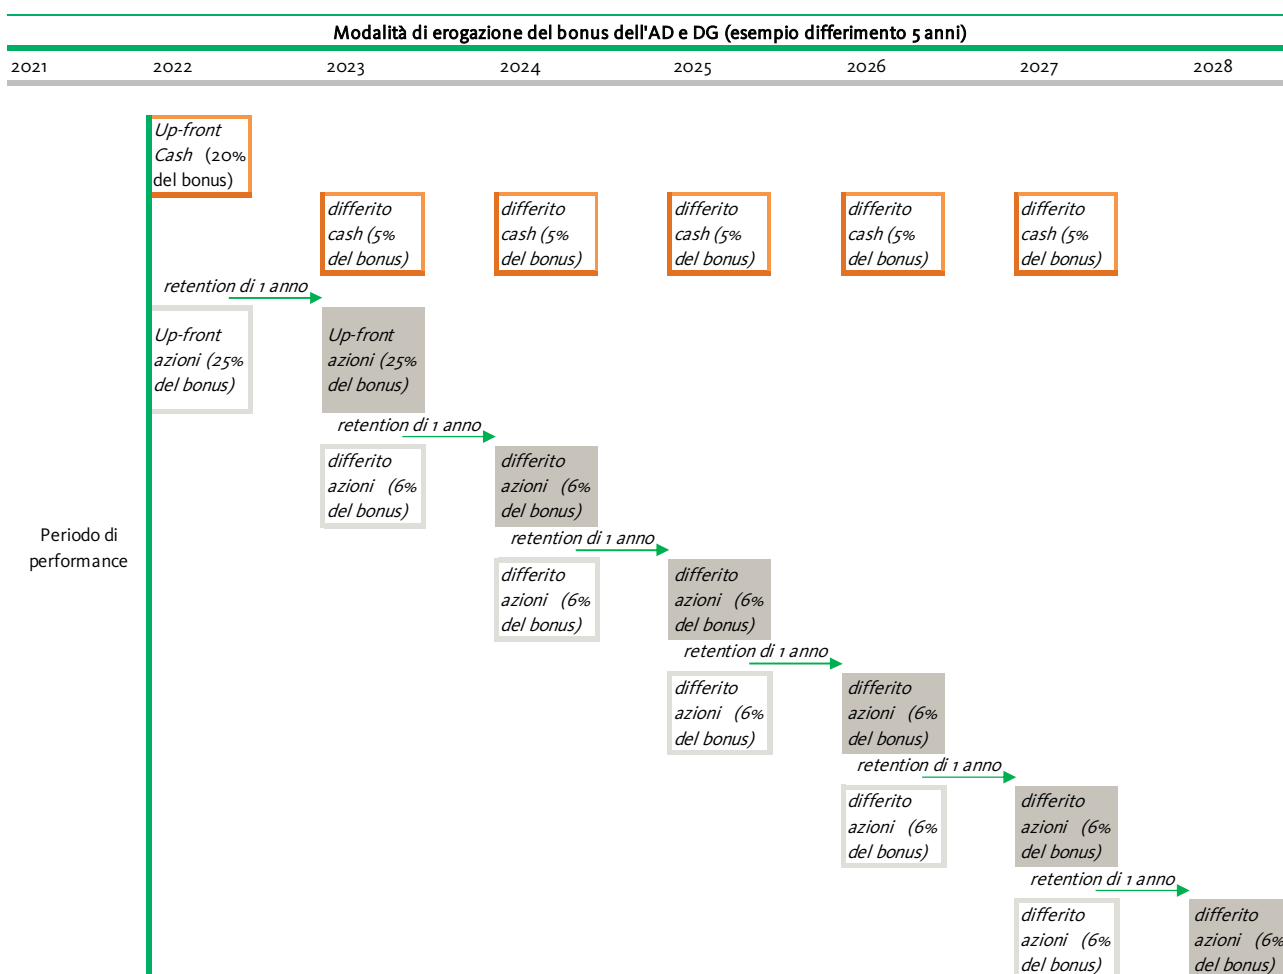 Modalità di erogazione del bonus dell'AD e DG (esempio differimento 5 anni)
2021 2022 2023 2024 2025 2026 2027 2028
Up-front
Cash (20%
del bonus)
differito
cash (5%
del bonus)
differito
cash (5%
del bonus)
differito
cash (5%
del bonus)
differito
cash (5%
del bonus)
differito
cash (5%
del bonus)
retention di 1 anno
Up-front
azioni (25%
del bonus)
Up-front
azioni (25%
del bonus)
retention di 1 anno
differito
azioni (6%
del bonus)
differito
azioni (6%
del bonus)
Periodo di
performance
retention di 1 anno
differito
azioni (6%
del bonus)
differito
azioni (6%
del bonus)
retention di 1 anno
differito
azioni (6%
del bonus)
differito
azioni (6%
del bonus)
retention di 1 anno
differito
azioni (6%
del bonus)
differito
azioni (6%
del bonus)
retention di 1 anno
differito
azioni (6%
del bonus)
differito
azioni (6%
del bonus)